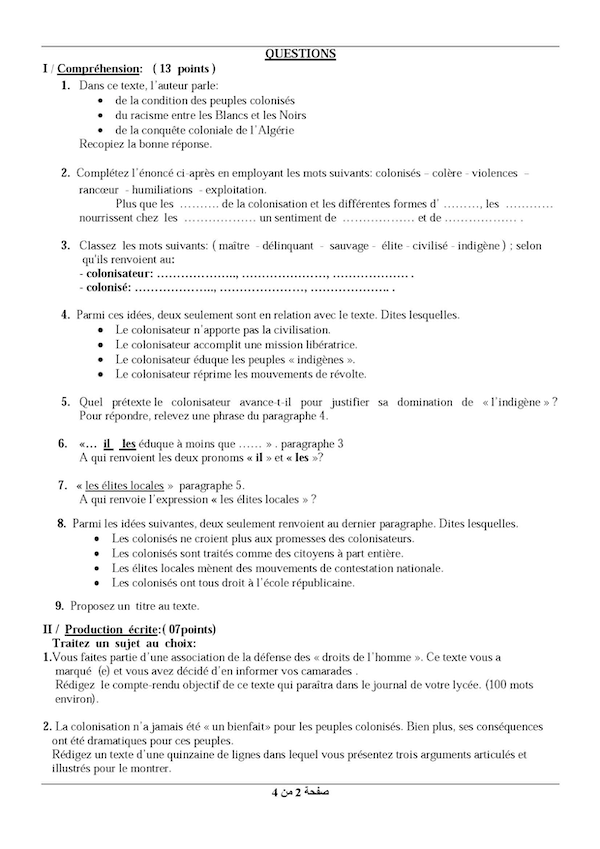 QUESTIONS
I / Compréhension: ( 13 points )
1. Dans ce texte, l'auteur parle:
• de la condition des peuples colonisés
• du racisme entre les Blancs et les Noirs
• de la conquête coloniale de l'Algérie
Recopiez la bonne réponse.
2. Complétez l'énoncé ci-après en employant les mots suivants: colonisés – colère - violences –
rancœur - humiliations - exploitation.
Plus que les ………. de la colonisation et les différentes formes d' ………, les …………
nourrissent chez les ……………… un sentiment de ……………… et de ……………… .
3. Classez les mots suivants: ( maître - délinquant - sauvage - élite - civilisé - indigène ) ; selon
qu'ils renvoient au:
- colonisateur: ……………….., …………………, ………………. .
- colonisé: ……………….., …………………, ……………….. .
4. Parmi ces idées, deux seulement sont en relation avec le texte. Dites lesquelles.
• Le colonisateur n'apporte pas la civilisation.
• Le colonisateur accomplit une mission libératrice.
• Le colonisateur éduque les peuples « indigènes ».
• Le colonisateur réprime les mouvements de révolte.
5. Quel prétexte le colonisateur avance-t-il pour justifier sa domination de « l'indigène » ?
Pour répondre, relevez une phrase du paragraphe 4.
6. «… il les éduque à moins que …… » . paragraphe 3
A qui renvoient les deux pronoms « il » et « les »?
7. « les élites locales » paragraphe 5.
A qui renvoie l'expression « les élites locales » ?
8. Parmi les idées suivantes, deux seulement renvoient au dernier paragraphe. Dites lesquelles.
• Les colonisés ne croient plus aux promesses des colonisateurs.
• Les colonisés sont traités comme des citoyens à part entière.
• Les élites locales mènent des mouvements de contestation nationale.
• Les colonisés ont tous droit à l'école républicaine.
9. Proposez un titre au texte.
II / Production écrite:( 07points)
Traitez un sujet au choix:
1.Vous faites partie d'une association de la défense des « droits de l'homme ». Ce texte vous a
marqué (e) et vous avez décidé d'en informer vos camarades .
Rédigez le compte-rendu objectif de ce texte qui paraîtra dans le journal de votre lycée. (100 mots
environ).
2. La colonisation n'a jamais été « un bienfait» pour les peuples colonisés. Bien plus, ses conséquences
ont été dramatiques pour ces peuples.
Rédigez un texte d'une quinzaine de lignes dans lequel vous présentez trois arguments articulés et
illustrés pour le montrer.
صفحة 2 من 4